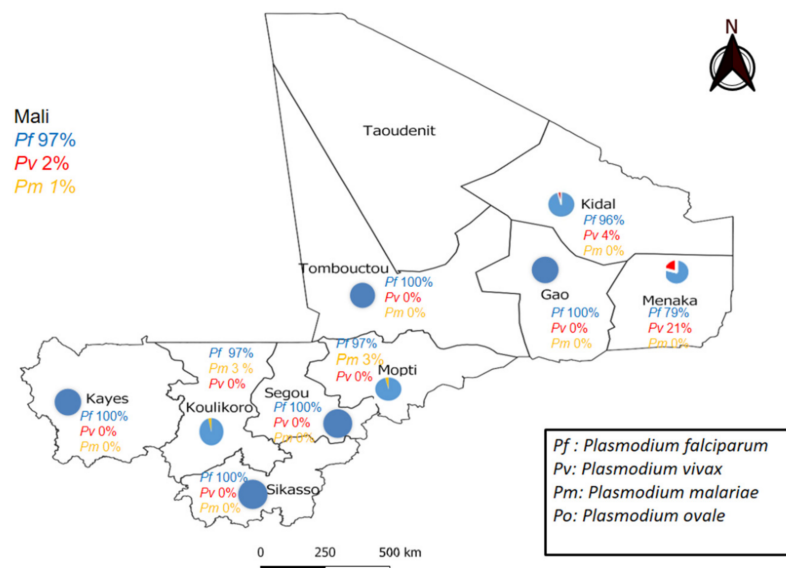 N
Mali
Pf 97%
Pv 2%
Pm 1%
Taoudenit
Kidal
Pf 96%
Pv 4%
Pm 0%
Tombouctou
Pf 100%
Pv 0%
Pm 0%
Gao
Pf 100%
Pv 0%
Pm 0%
Menaka
Pf 79%
Pv 21%
Pm 0%
Kayes
Pf 100%
Pv 0%
Pm 0%
Pf 97%
Pm 3 %
Pv 0%
Koulikoro
Segou
Pf 100%
Pv 0%
Pm 0%
Pf 97%
Pm 3%
Pv 0%
Mopti
Pf 100%
Pv 0%
Pm 0%
Sikasso
Pf : Plasmodium falciparum
Pv: Plasmodium vivax
Pm: Plasmodium malariae
Po: Plasmodium ovale
0 250 500 km